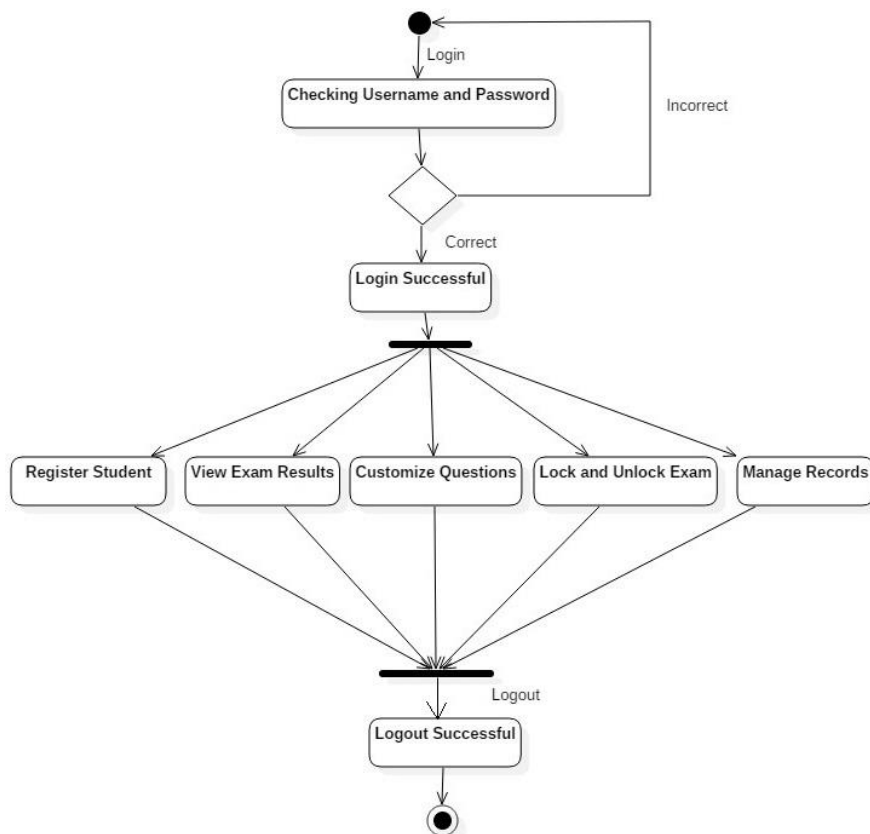 Login
Checking Username and Password
Incorrect
Correct
Login Successful
Register Student
View Exam Results
Customize Questions
Lock and Unlock Exam
Manage Records
Logout
Logout Successful